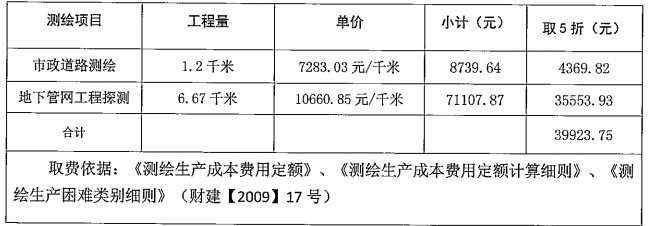 测绘项目 工程量 单价 小计（元） 取5折（元）
市政道路测绘 1.2千米 7283.03元/千米 8739.64 4369.82
地下管网工程探测 6.67千米 10660.85元/千米 71107.87 35553.93
合计 39923.75
取费依据：《测绘生产成本费用定额》、《测绘生产成本费用定额计算细则》、《测
绘生产困难类别细则》（财建【2009】17号）